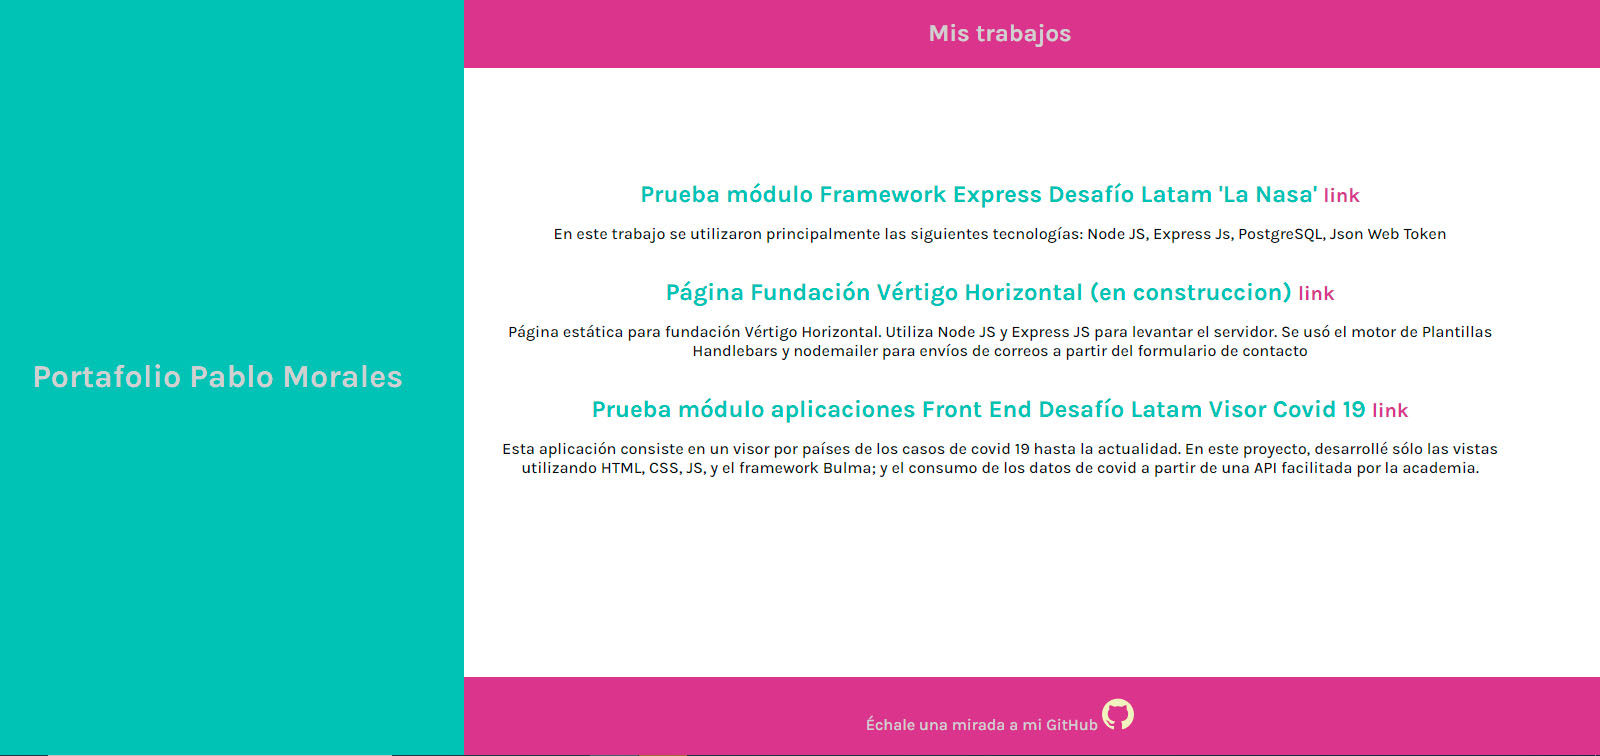 Portafolio Pablo Morales
Mis trabajos
Prueba módulo Framework Express Desafío Latam 'La Nasa' link
En este trabajo se utilizaron principalmente las siguientes tecnologías: Node JS, Express Js, PostgreSQL, Json Web Token
Página Fundación Vértigo Horizontal (en construccion) link
Página estática para fundación Vértigo Horizontal. Utiliza Node JS y Express JS para levantar el servidor. Se usó el motor de Plantillas
Handlebars y nodemailer para envíos de correos a partir del formulario de contacto
Prueba módulo aplicaciones Front End Desafío Latam Visor Covid 19 link
Esta aplicación consiste en un visor por países de los casos de covid 19 hasta la actualidad. En este proyecto, desarrollé sólo las vistas
utilizando HTML, CSS, JS, y el framework Bulma; y el consumo de los datos de covid a partir de una API facilitada por la academia.
Échale una mirada a mi GitHub